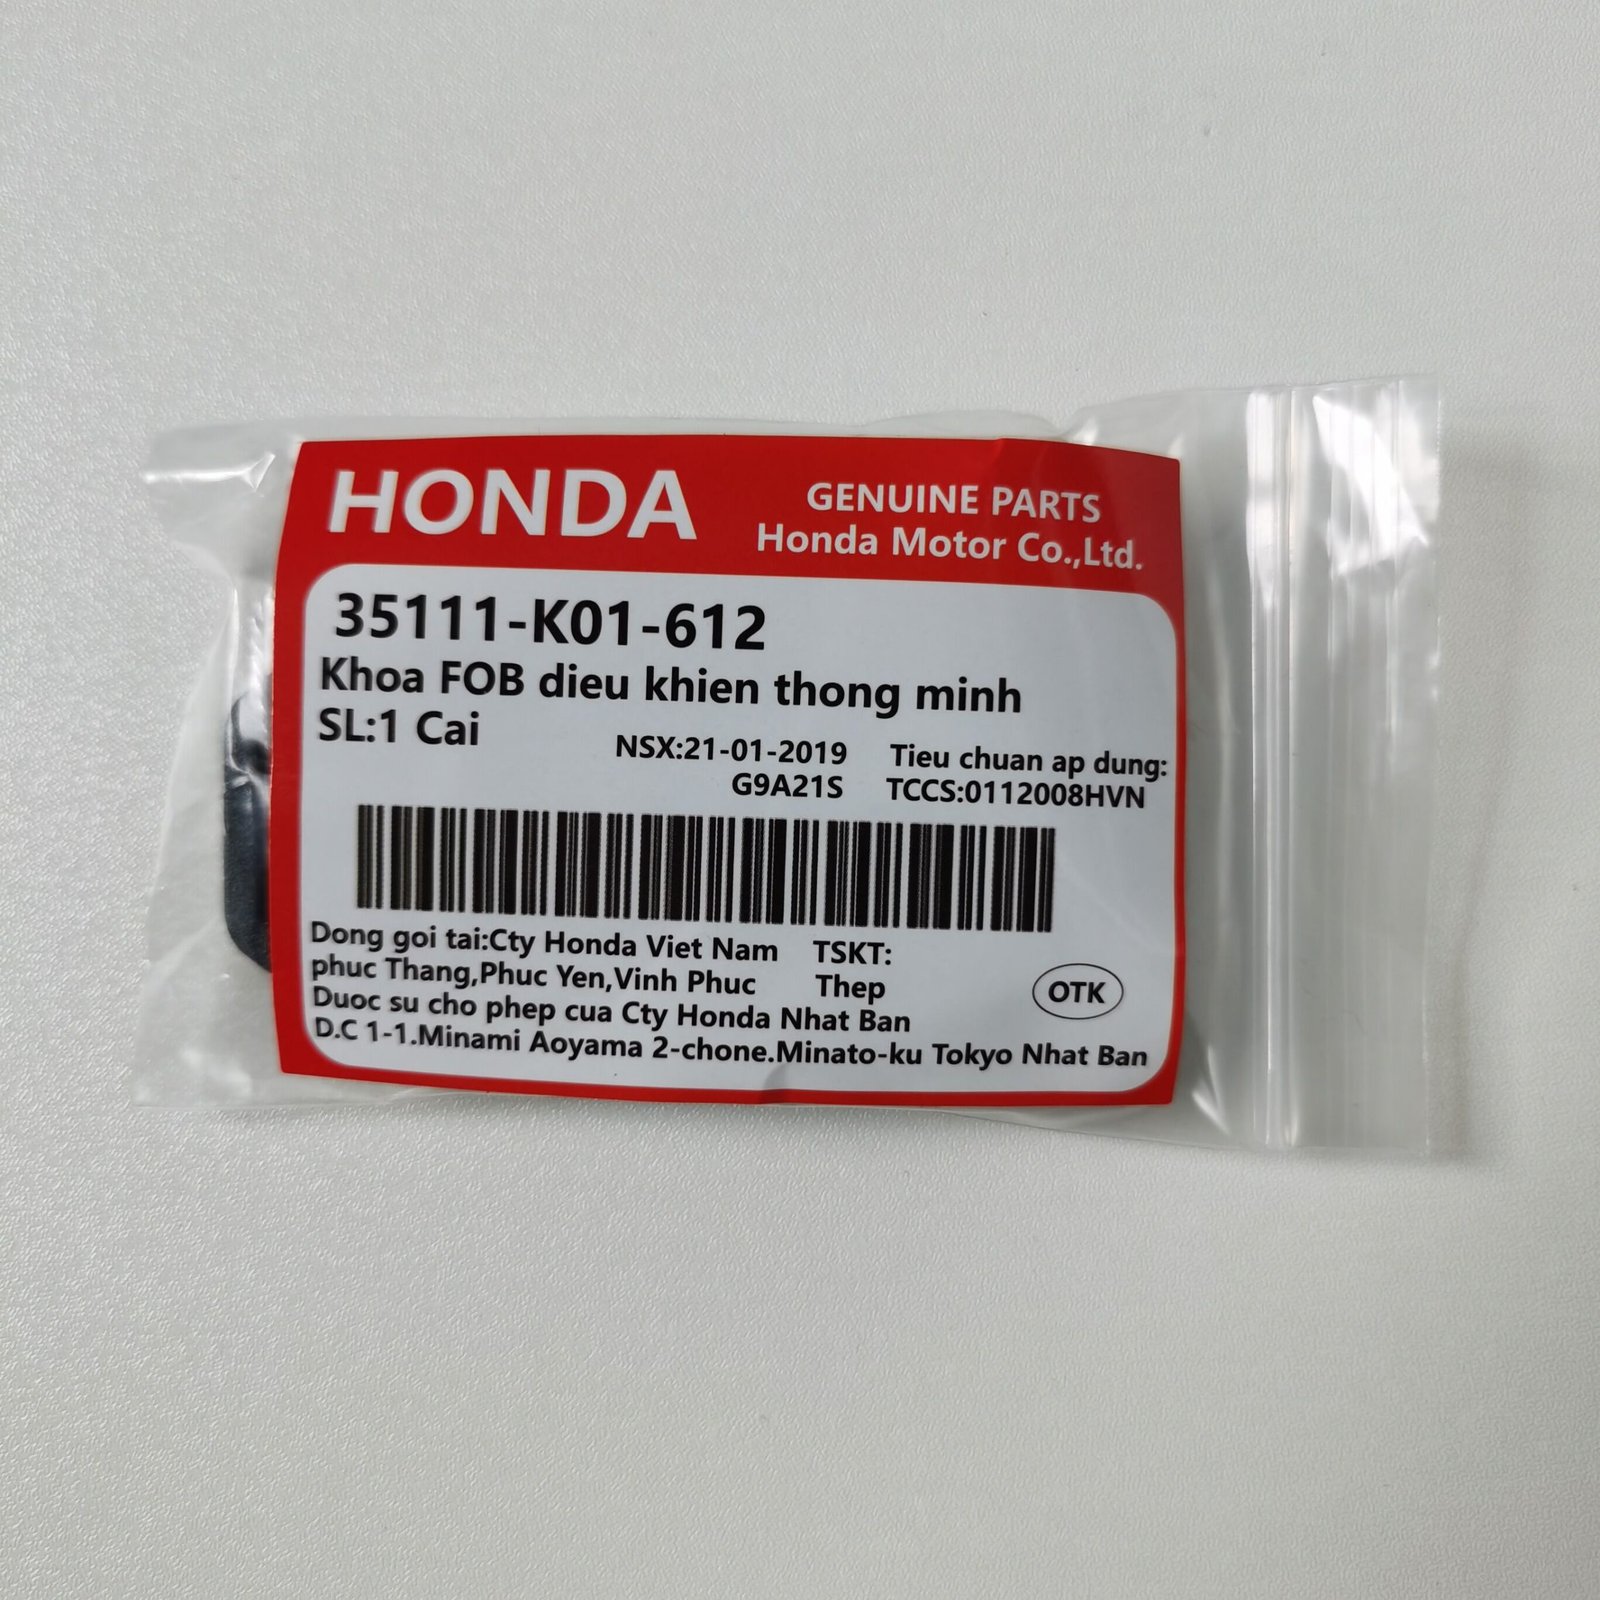 HONDA
GENUINE PARTS
Honda Motor Co.,Ltd.
35111-K01-612
Khoa FOB dieu khien thong minh
SL:1 Cai
NSX:21-01-2019 Tieu chuan ap dung:
G9A21S TCCS:0112008HVN
Dong goi tai:Cty Honda Viet Nam TSKT:
phuc Thang,Phuc Yen,Vinh Phuc Thep
OTK
Duoc su cho phep cua Cty Honda Nhat Ban
D.C 1-1.Minami Aoyama 2-chone.Minato-ku Tokyo Nhat Ban